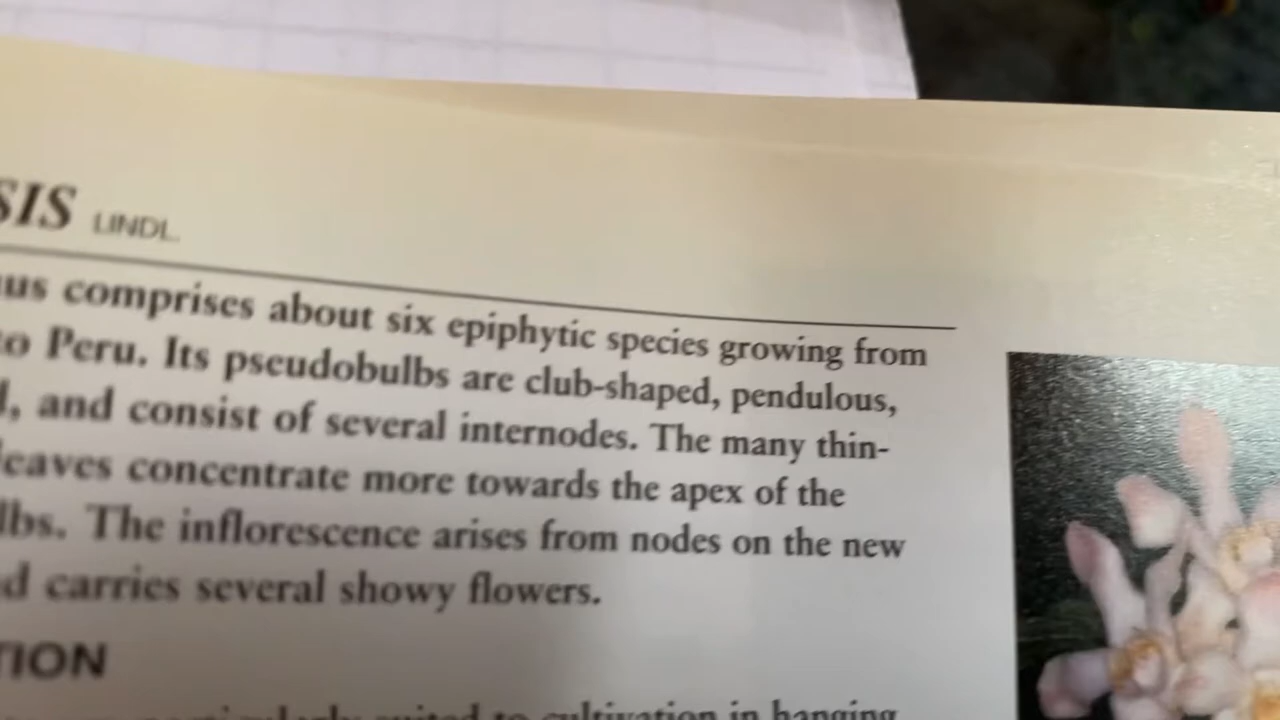 SIS LINDL.
us comprises about six epiphytic species growing from
o Peru. Its pseudobulbs are club-shaped, pendulous,
, and consist of several internodes. The many thin-
leaves concentrate more towards the apex of the
lbs. The inflorescence arises from nodes on the new
d carries several showy flowers.
TION
particularly suited to cultivation in hanging